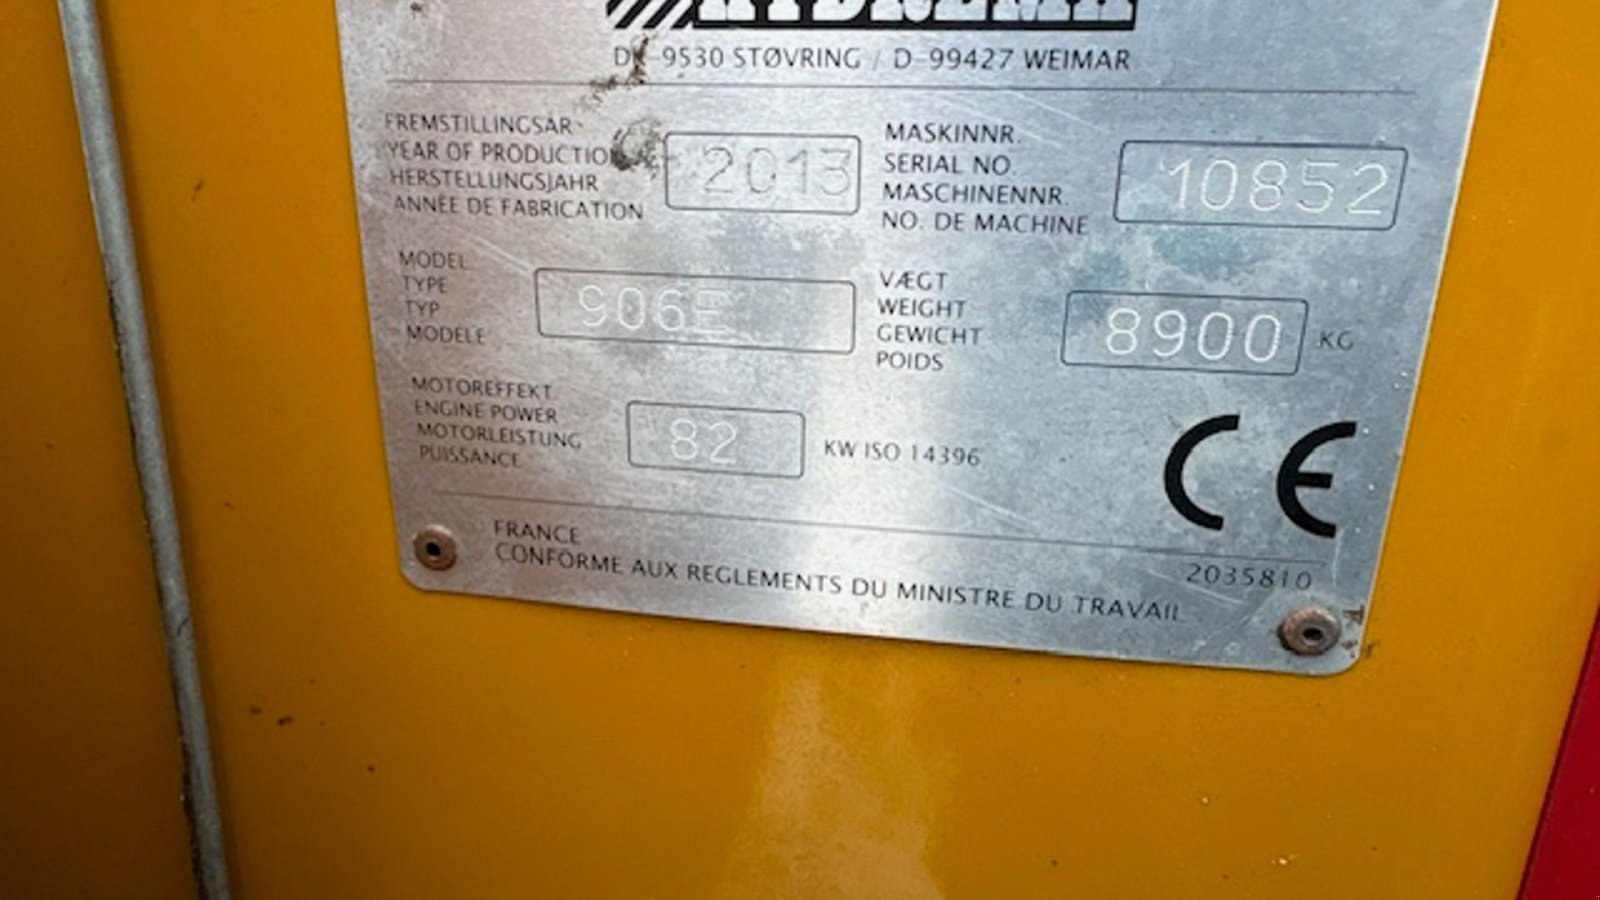 HYDREMA
DK-9530 STØVRING / D-99427 WEIMAR
FREMSTILLINGSÅR
YEAR OF PRODUCTION
HERSTELLUNGSJAHR
ANNÉE DE FABRICATION
2013
MASKINNR.
SERIAL NO.
MASCHINENNR.
NO. DE MACHINE
10852
MODEL
TYPE
TYP
MODELE
906E
VÆGT
WEIGHT
GEWICHT
POIDS
8900 KG
MOTOREFFEKT
ENGINE POWER
MOTORLEISTUNG
PUISSANCE
82 KW ISO 14396
CE
FRANCE
CONFORME AUX REGLEMENTS DU MINISTRE DU TRAVAIL
2035810